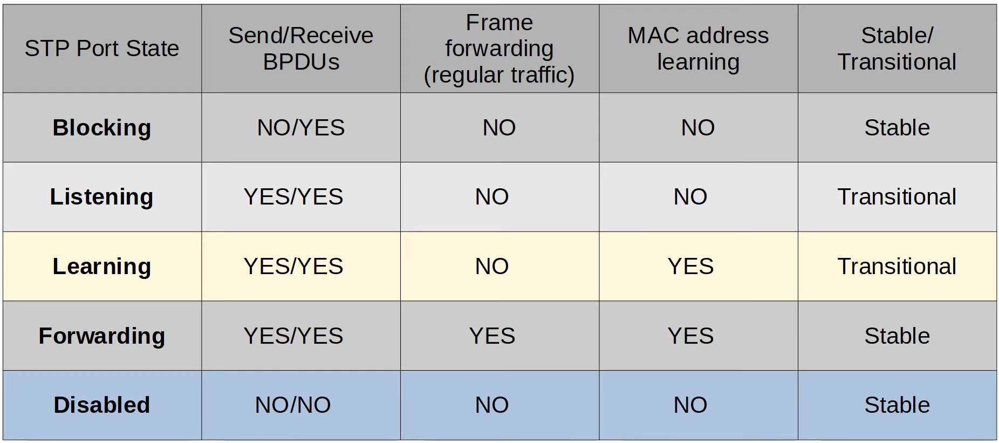 STP Port State
Send/Receive
BPDUs
Frame
forwarding
(regular traffic)
MAC address
learning
Stable/
Transitional
Blocking
NO/YES
NO
NO
Stable
Listening
YES/YES
NO
NO
Transitional
Learning
YES/YES
NO
YES
Transitional
Forwarding
YES/YES
YES
YES
Stable
Disabled
NO/NO
NO
NO
Stable